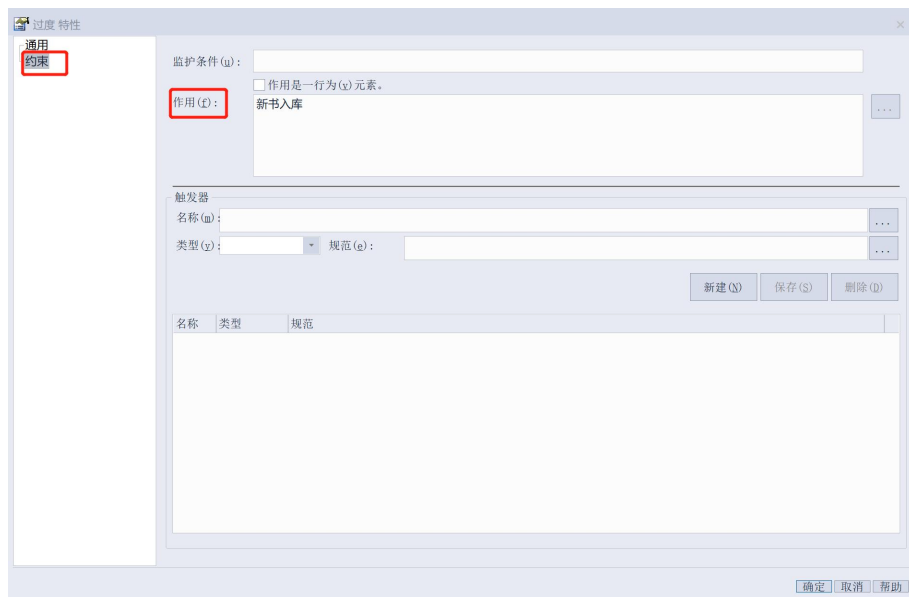 过度 特性
通用
约束
监护条件(u):
作用是一行为(v)元素。
作用(f):
新书入库
...
触发器
名称(m):
...
类型(y):
规范(e):
...
新建(N) 保存(S) 删除(D)
名称 类型 规范
确定 取消 帮助